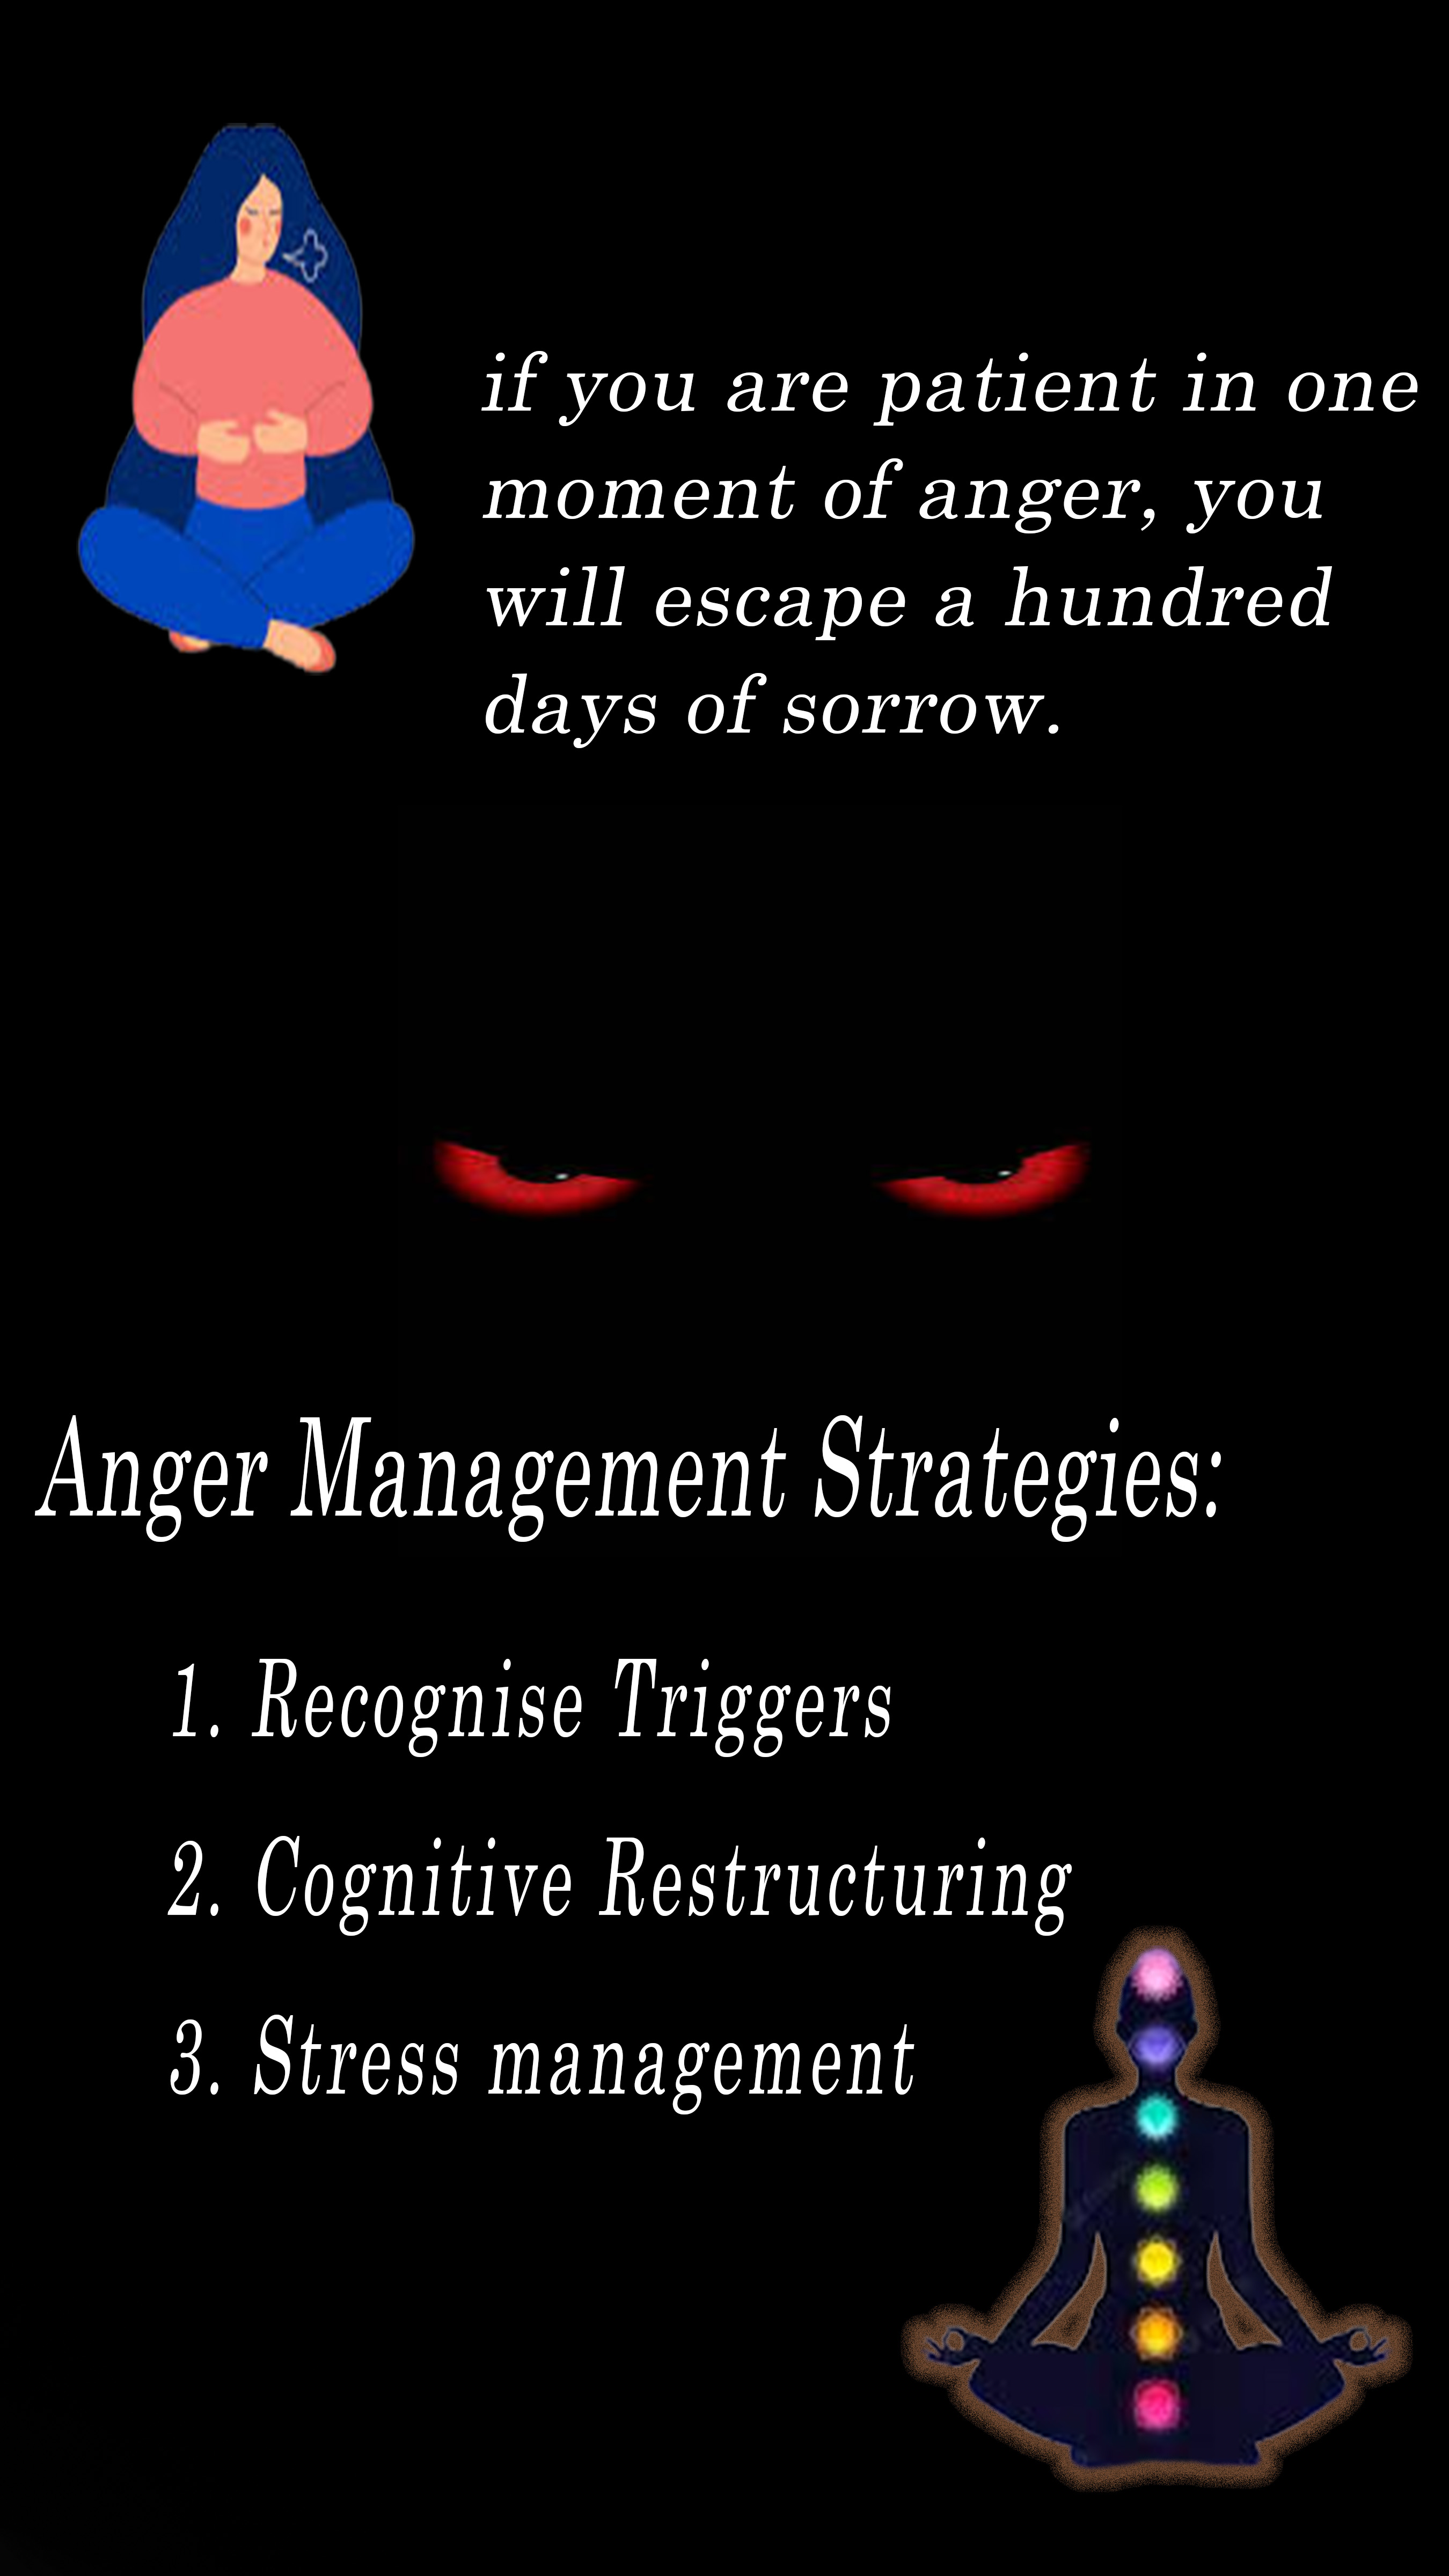 if you are patient in one
moment of anger, you
will escape a hundred
days of sorrow.
Anger Management Strategies:
1. Recognise Triggers
2. Cognitive Restructuring
3. Stress management